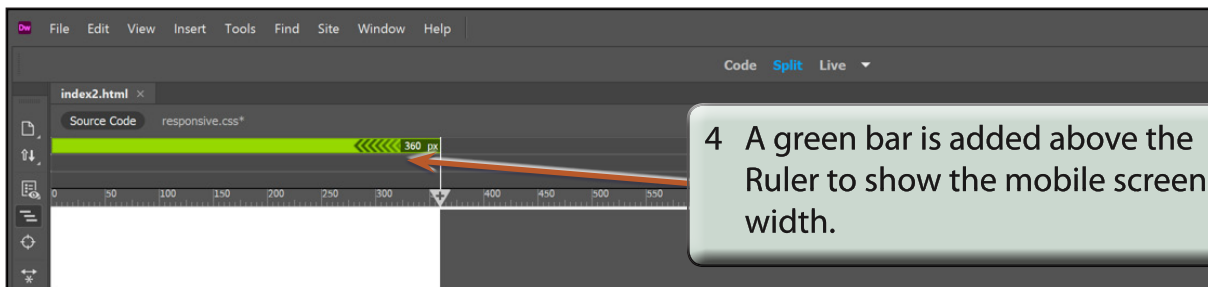 Dw File Edit View Insert Tools Find Site Window Help
Code Split Live
index2.html ×
Source Code responsive.css*
360 px
0 50 100 150 200 250 300 400 500 550
4 A green bar is added above the
Ruler to show the mobile screen
width.